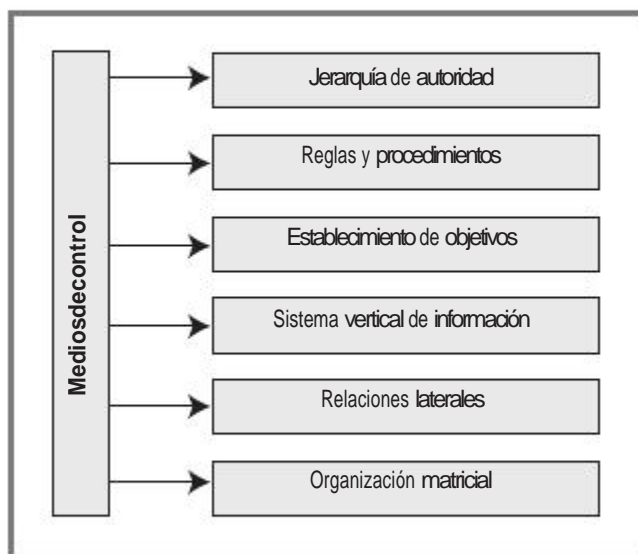 Mediosdecontrol
Jerarquía de autoridad
Reglas y procedimientos
Establecimiento de objetivos
Sistema vertical de información
Relaciones laterales
Organización matricial